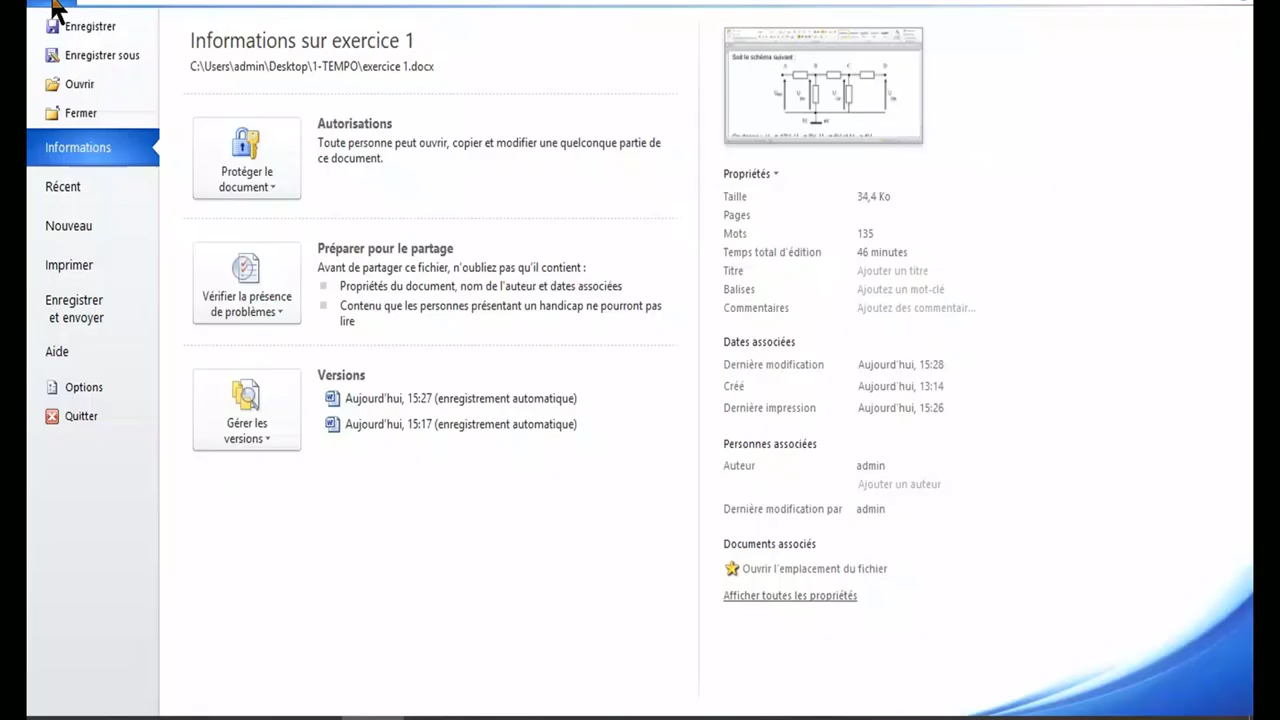 Enregistrer
Enregistrer sous
Ouvrir
Fermer
Informations
Récent
Nouveau
Imprimer
Enregistrer
et envoyer
Aide
Options
Quitter
Informations sur exercice 1
C:\Users\admin\Desktop\1-TEMPO\exercice 1.docx
Protéger le
document
Autorisations
Toute personne peut ouvrir, copier et modifier une quelconque partie de
ce document.
Vérifier la présence
de problèmes
Préparer pour le partage
Avant de partager ce fichier, n'oubliez pas qu'il contient :
Propriétés du document, nom de l'auteur et dates associées
Contenu que les personnes présentant un handicap ne pourront pas
lire
Gérer les
versions
Versions
Aujourd'hui, 15:27 (enregistrement automatique)
Aujourd'hui, 15:17 (enregistrement automatique)
Soit le schéma suivant :
A B C D
Propriétés
Taille 34,4 Ko
Pages
Mots 135
Temps total d'édition 46 minutes
Titre Ajouter un titre
Balises Ajoutez un mot-clé
Commentaires Ajoutez des commentair...
Dates associées
Dernière modification Aujourd'hui, 15:28
Créé Aujourd'hui, 13:14
Dernière impression Aujourd'hui, 15:26
Personnes associées
Auteur admin
Ajouter un auteur
Dernière modification par admin
Documents associés
Ouvrir l'emplacement du fichier
Afficher toutes les propriétés